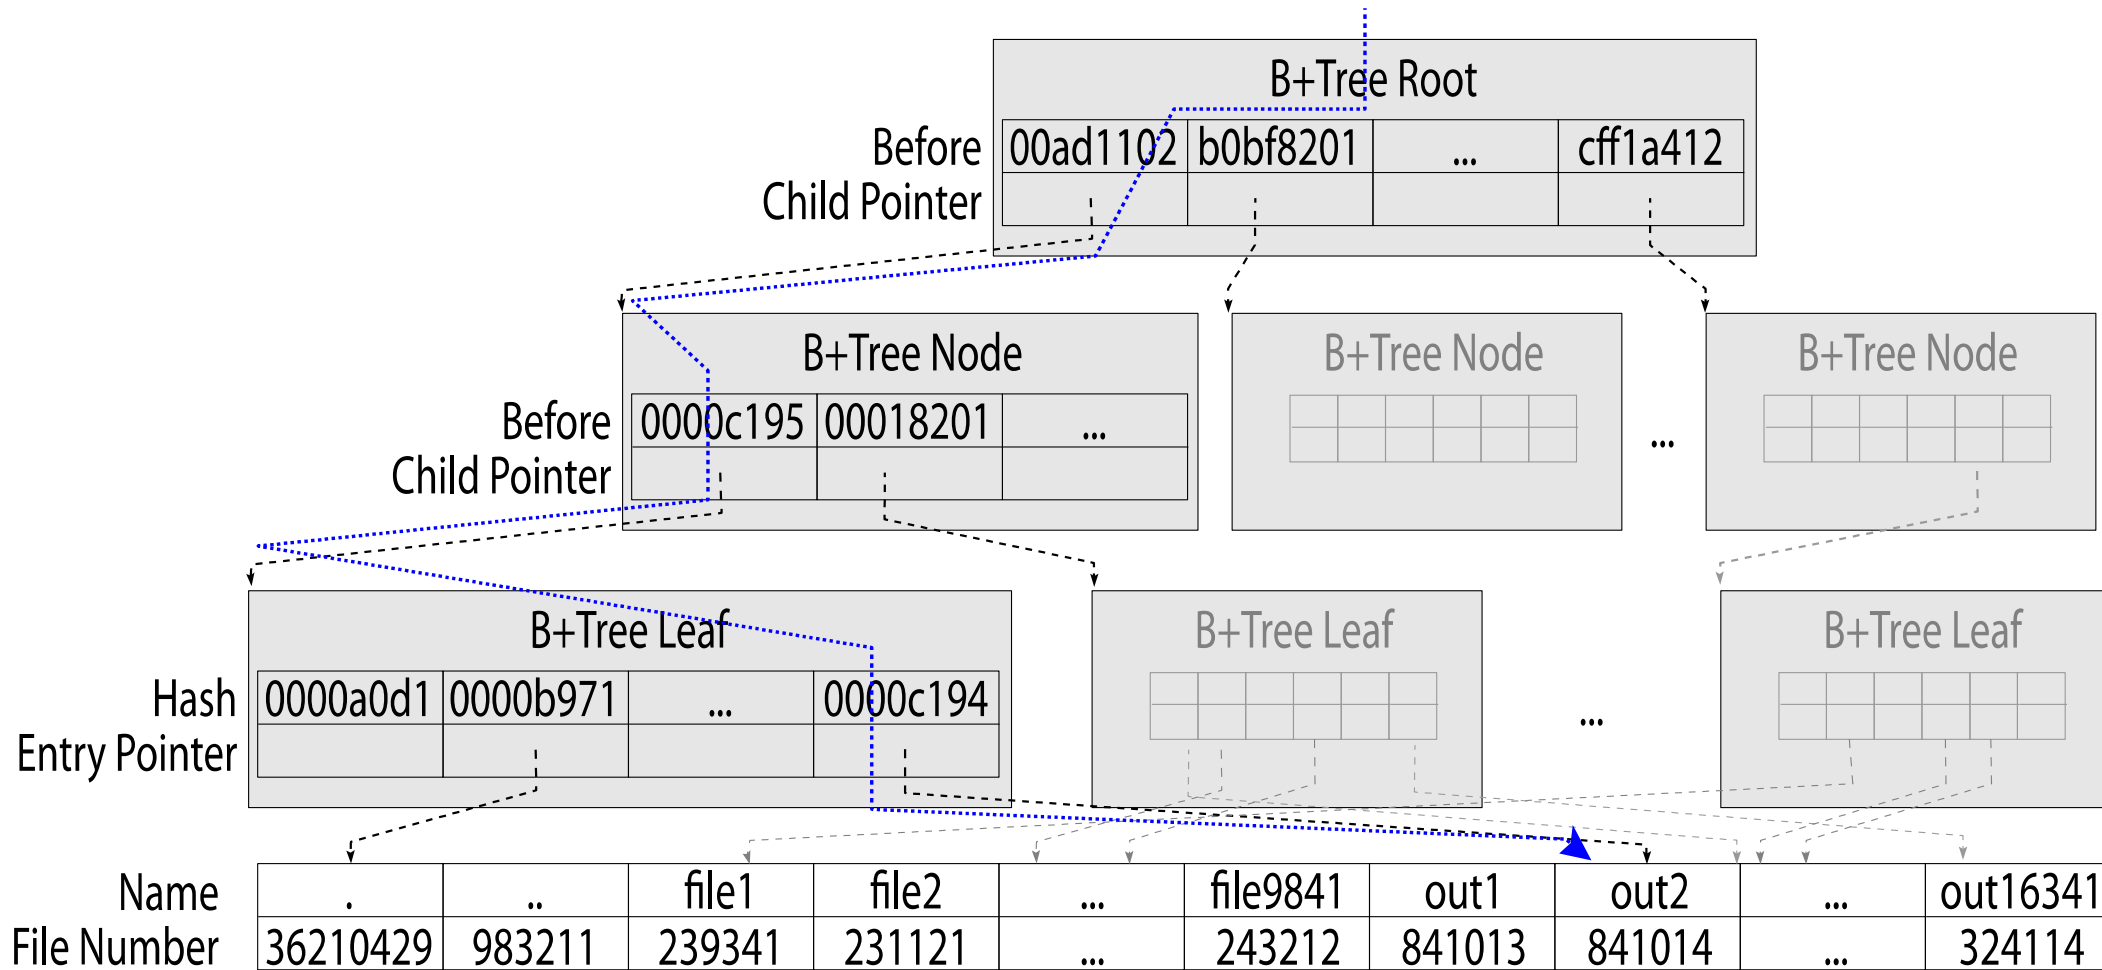 B+Tree Root
Before 00ad1102 b0bf8201 ... cff1a412
Child Pointer
B+Tree Node B+Tree Node B+Tree Node
Before 0000c195 00018201 ... ...
Child Pointer
B+Tree Leaf B+Tree Leaf B+Tree Leaf
Hash 0000a0d1 0000b971 ... 0000c194 ...
Entry Pointer
Name . .. file1 file2 ... file9841 out1 out2 ... out16341
File Number 36210429 983211 239341 231121 ... 243212 841013 841014 ... 324114